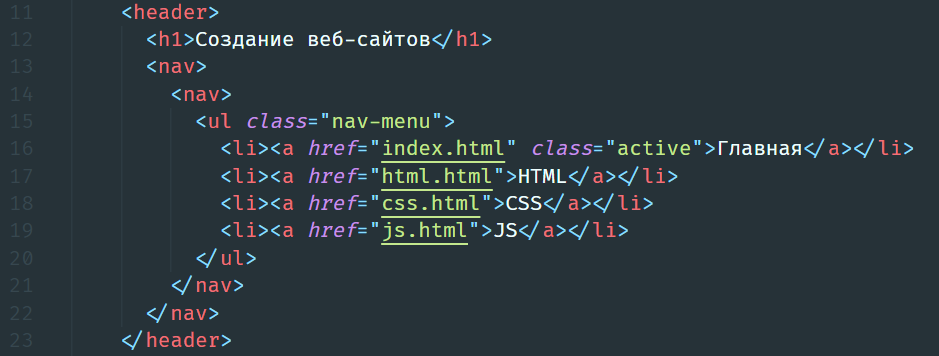 11 <header>
12 <h1>Создание веб-сайтов</h1>
13 <nav>
14 <nav>
15 <ul class="nav-menu">
16 <li><a href="index.html" class="active">Главная</a></li>
17 <li><a href="html.html">HTML</a></li>
18 <li><a href="css.html">CSS</a></li>
19 <li><a href="js.html">JS</a></li>
20 </ul>
21 </nav>
22 </nav>
23 </header>